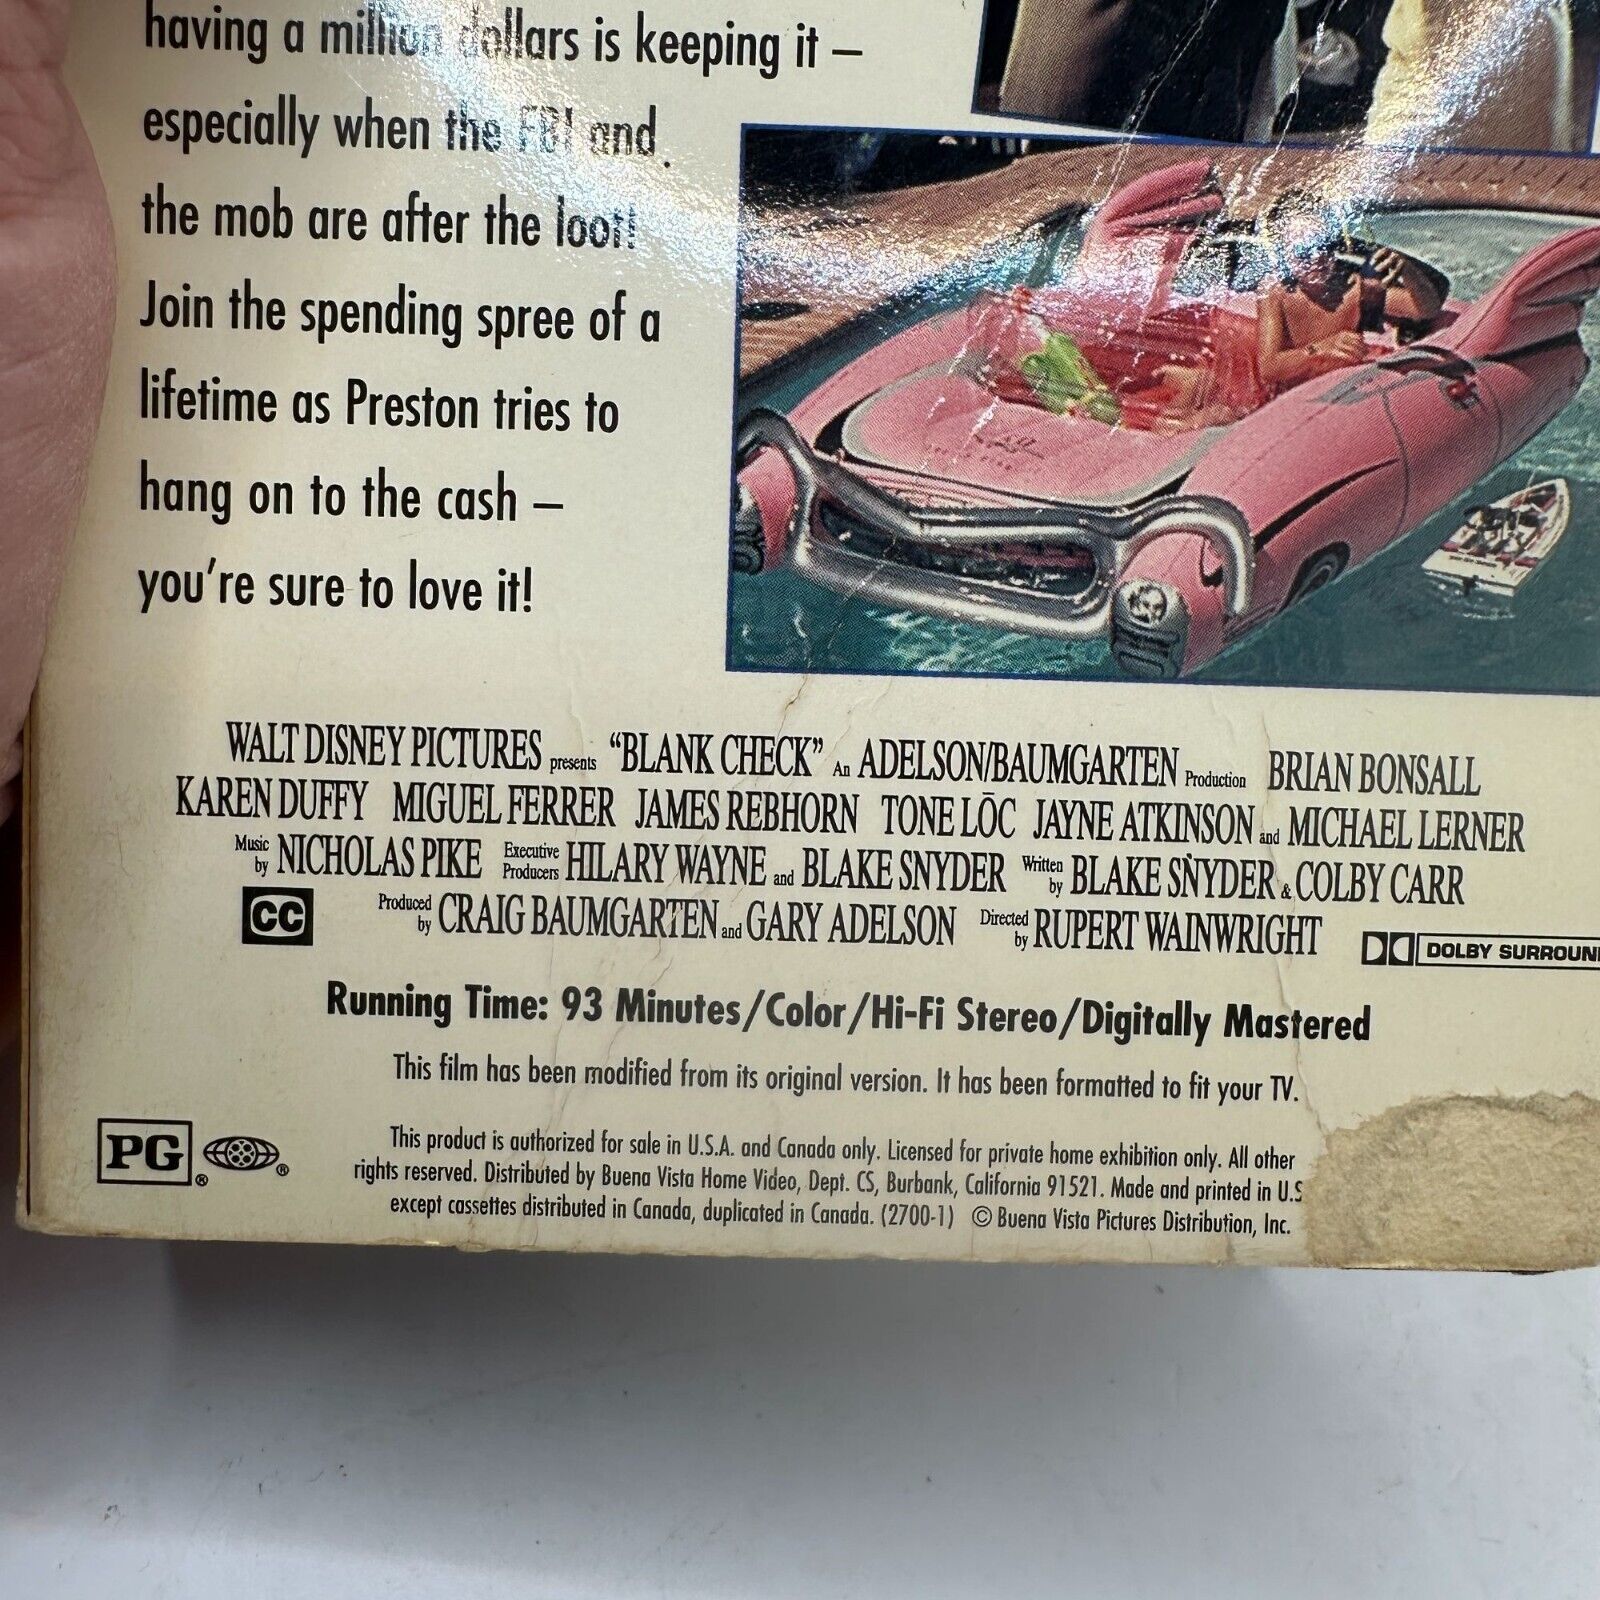 having a million dollars is keeping it –
especially when the FBI and
the mob are after the loot!
Join the spending spree of a
lifetime as Preston tries to
hang on to the cash –
you're sure to love it!
WALT DISNEY PICTURES presents “BLANK CHECK” An ADELSON/BAUMGARTEN Production BRIAN BONSALL
KAREN DUFFY MIGUEL FERRER JAMES REBHORN TONE LŌC JAYNE ATKINSON and MICHAEL LERNER
Music by NICHOLAS PIKE Executive Producers HILARY WAYNE and BLAKE SNYDER Written by BLAKE SNYDER & COLBY CARR
CC Produced by CRAIG BAUMGARTEN and GARY ADELSON Directed by RUPERT WAINWRIGHT DOLBY SURROUN
Running Time: 93 Minutes/Color/Hi-Fi Stereo/Digitally Mastered
This film has been modified from its original version. It has been formatted to fit your TV.
PG ® ®
This product is authorized for sale in U.S.A. and Canada only. Licensed for private home exhibition only. All other
rights reserved. Distributed by Buena Vista Home Video, Dept. CS, Burbank, California 91521. Made and printed in U.S
except cassettes distributed in Canada, duplicated in Canada. (2700-1) © Buena Vista Pictures Distribution, Inc.